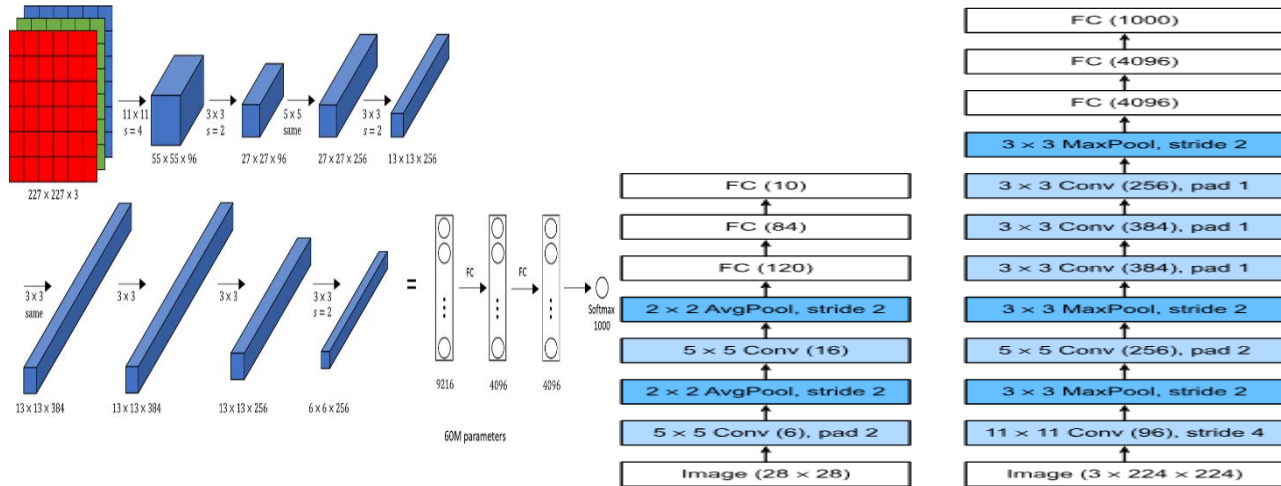 11 × 11
s = 4
3 × 3
s = 2
5 × 5
same
3 × 3
s = 2
227 × 227 × 3
55 × 55 × 96
27 × 27 × 96
27 × 27 × 256
13 × 13 × 256
3 × 3
same
3 × 3
3 × 3
3 × 3
s = 2
=
FC
FC
Softmax
1000
13 × 13 × 384
13 × 13 × 384
13 × 13 × 256
6 × 6 × 256
9216
4096
4096
60M parameters
FC (10)
FC (84)
FC (120)
2 × 2 AvgPool, stride 2
5 × 5 Conv (16)
2 × 2 AvgPool, stride 2
5 × 5 Conv (6), pad 2
Image (28 × 28)
FC (1000)
FC (4096)
FC (4096)
3 × 3 MaxPool, stride 2
3 × 3 Conv (256), pad 1
3 × 3 Conv (384), pad 1
3 × 3 Conv (384), pad 1
3 × 3 MaxPool, stride 2
5 × 5 Conv (256), pad 2
3 × 3 MaxPool, stride 2
11 × 11 Conv (96), stride 4
Image (3 × 224 × 224)